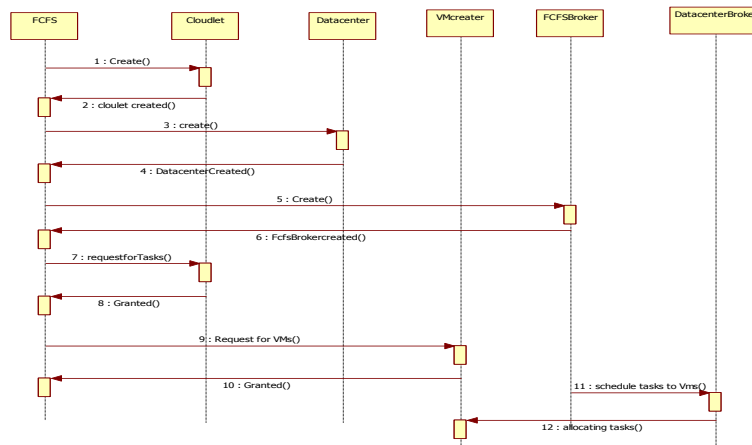 FCFS
Cloudlet
Datacenter
VMcreater
FCFSBroker
DatacenterBroke
1 : Create()
2 : cloulet created()
3 : create()
4 : DatacenterCreated()
5 : Create()
6 : FcfsBrokercreated()
7 : requestforTasks()
8 : Granted()
9 : Request for VMs()
10 : Granted()
11 : schedule tasks to Vms()
12 : allocating tasks()